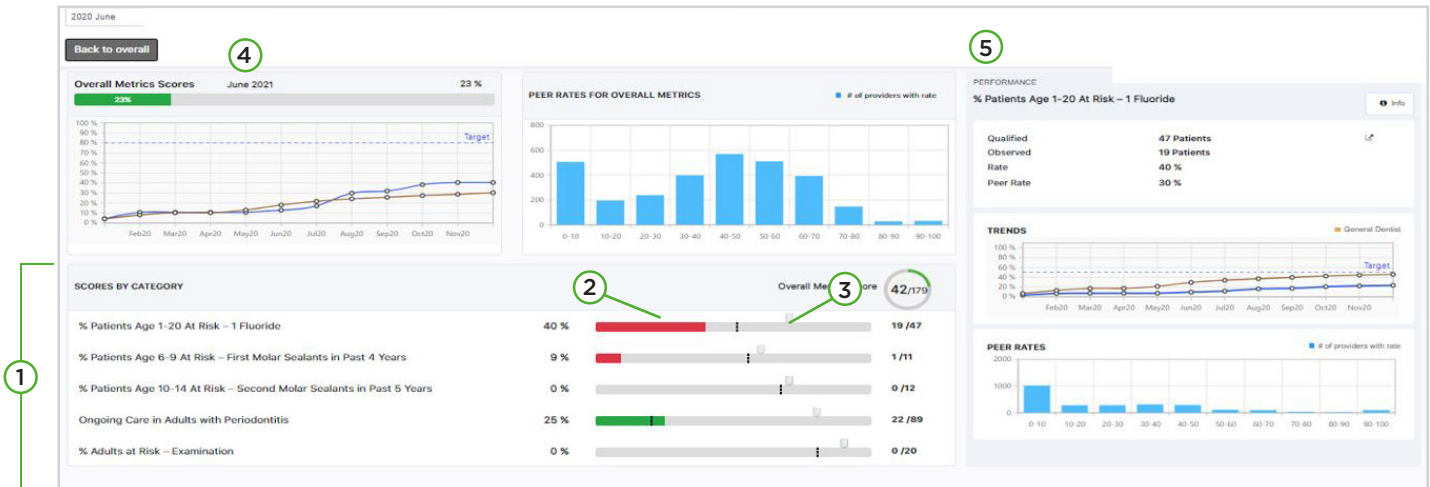 2020 June
Back to overall
4
5
Overall Metrics Scores June 2021 23 %
23%
100 %
90 %
80 %
70 %
60 %
50 %
40 %
30 %
20 %
10 %
0 %
Target
Feb20 Mar20 Apr20 May20 Jun20 Jul20 Aug20 Sep20 Oct20 Nov20
PEER RATES FOR OVERALL METRICS # of providers with rate
800
600
400
200
0
0-10 10-20 20-30 30-40 40-50 50-60 60-70 70-80 80-90 90-100
PERFORMANCE
% Patients Age 1-20 At Risk – 1 Fluoride Info
Qualified 47 Patients
Observed 19 Patients
Rate 40 %
Peer Rate 30 %
TRENDS General Dentist
100 %
80 %
60 %
40 %
20 %
0 %
Target
Feb20 Mar20 Apr20 May20 Jun20 Jul20 Aug20 Sep20 Oct20 Nov20
PEER RATES # of providers with rate
2000
1000
0
0-10 10-20 20-30 30-40 40-50 50-60 60-70 70-80 80-90 90-100
1
2
3
SCORES BY CATEGORY Overall Me ore 42/179
% Patients Age 1-20 At Risk – 1 Fluoride 40 % 19 /47
% Patients Age 6-9 At Risk – First Molar Sealants in Past 4 Years 9 % 1 /11
% Patients Age 10-14 At Risk – Second Molar Sealants in Past 5 Years 0 % 0 /12
Ongoing Care in Adults with Periodontitis 25 % 22 /89
% Adults at Risk – Examination 0 % 0 /20